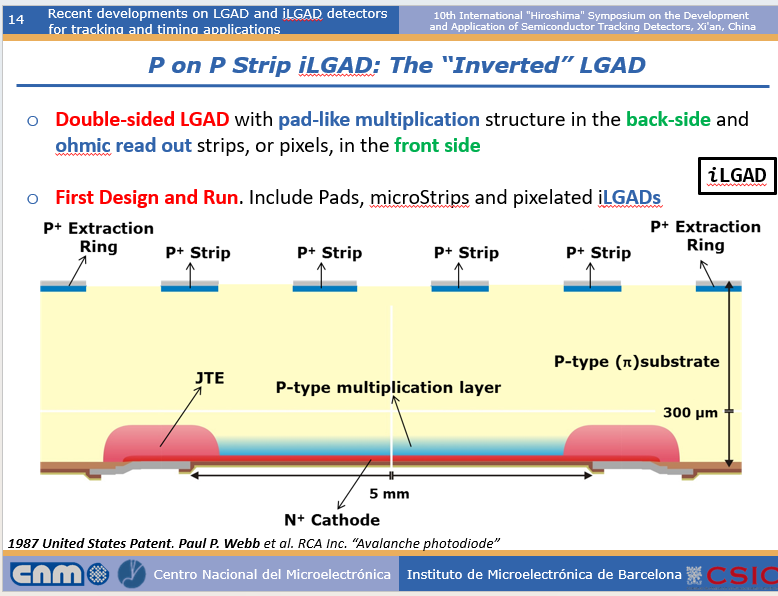 14
Recent developments on LGAD and iLGAD detectors
for tracking and timing applications
10th International "Hiroshima" Symposium on the Development
and Application of Semiconductor Tracking Detectors, Xi'an, China
P on P Strip iLGAD: The “Inverted” LGAD
o Double-sided LGAD with pad-like multiplication structure in the back-side and
ohmic read out strips, or pixels, in the front side
iLGAD
o First Design and Run. Include Pads, microStrips and pixelated iLGADs
P⁺ Extraction
Ring
P⁺ Strip
P⁺ Strip
P⁺ Strip
P⁺ Strip
P⁺ Extraction
Ring
P-type (π)substrate
JTE
P-type multiplication layer
300 µm
5 mm
N⁺ Cathode
1987 United States Patent. Paul P. Webb et al. RCA Inc. “Avalanche photodiode”
cnm
Centro Nacional del Microelectrónica
Instituto de Microelectrónica de Barcelona
CSIC